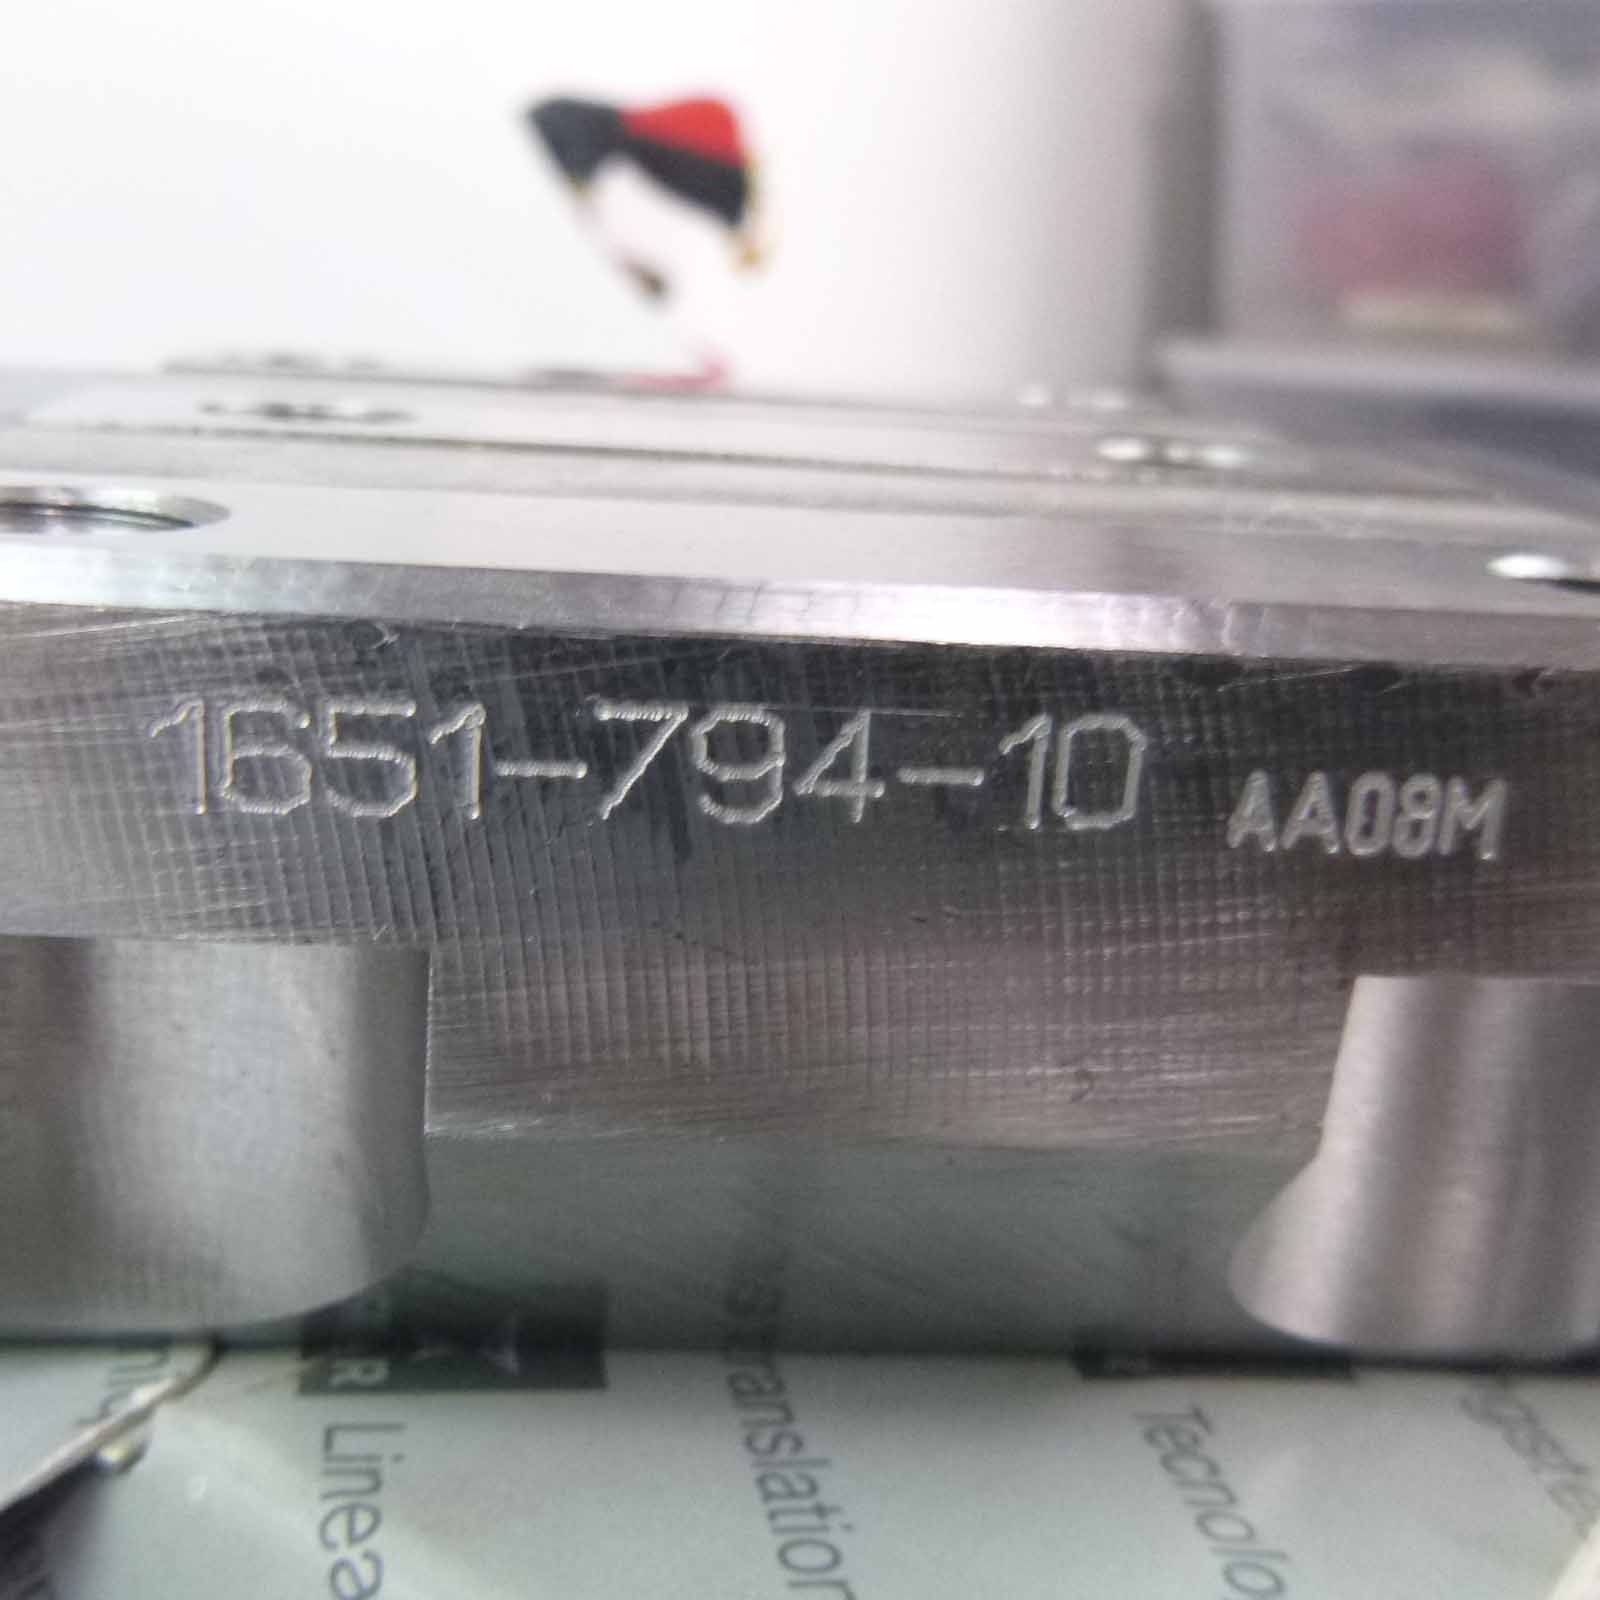 1651-794-10 AA08M
R Linea
Translation
Tecnolo